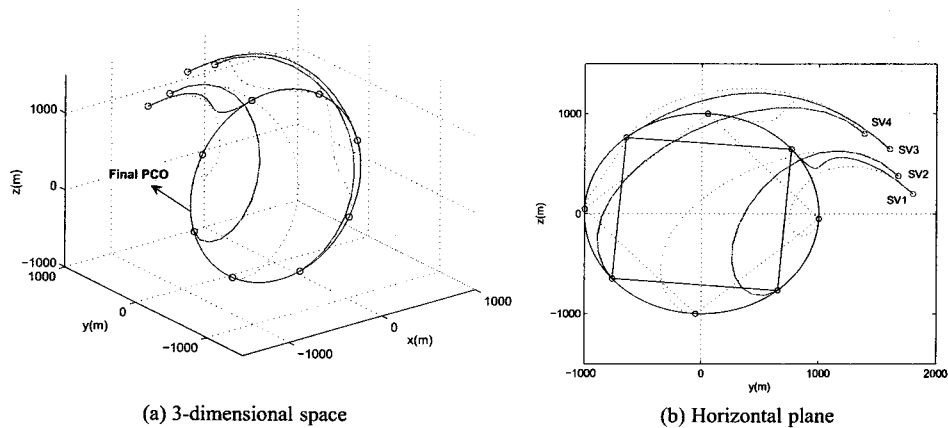 1000
0
−1000
z(m)
1000
0
−1000
y(m)
−1000
0
1000
x(m)
Final PCO
(a) 3-dimensional space
1000
0
−1000
z(m)
−1000
0
1000
2000
y(m)
SV4
SV3
SV2
SV1
(b) Horizontal plane